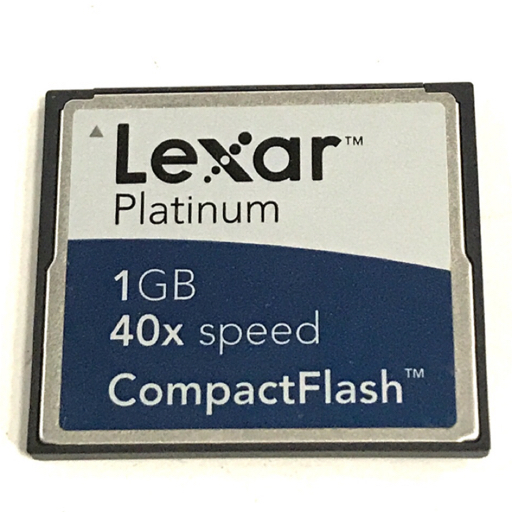 Lexar™
Platinum
1GB
40x speed
CompactFlash™